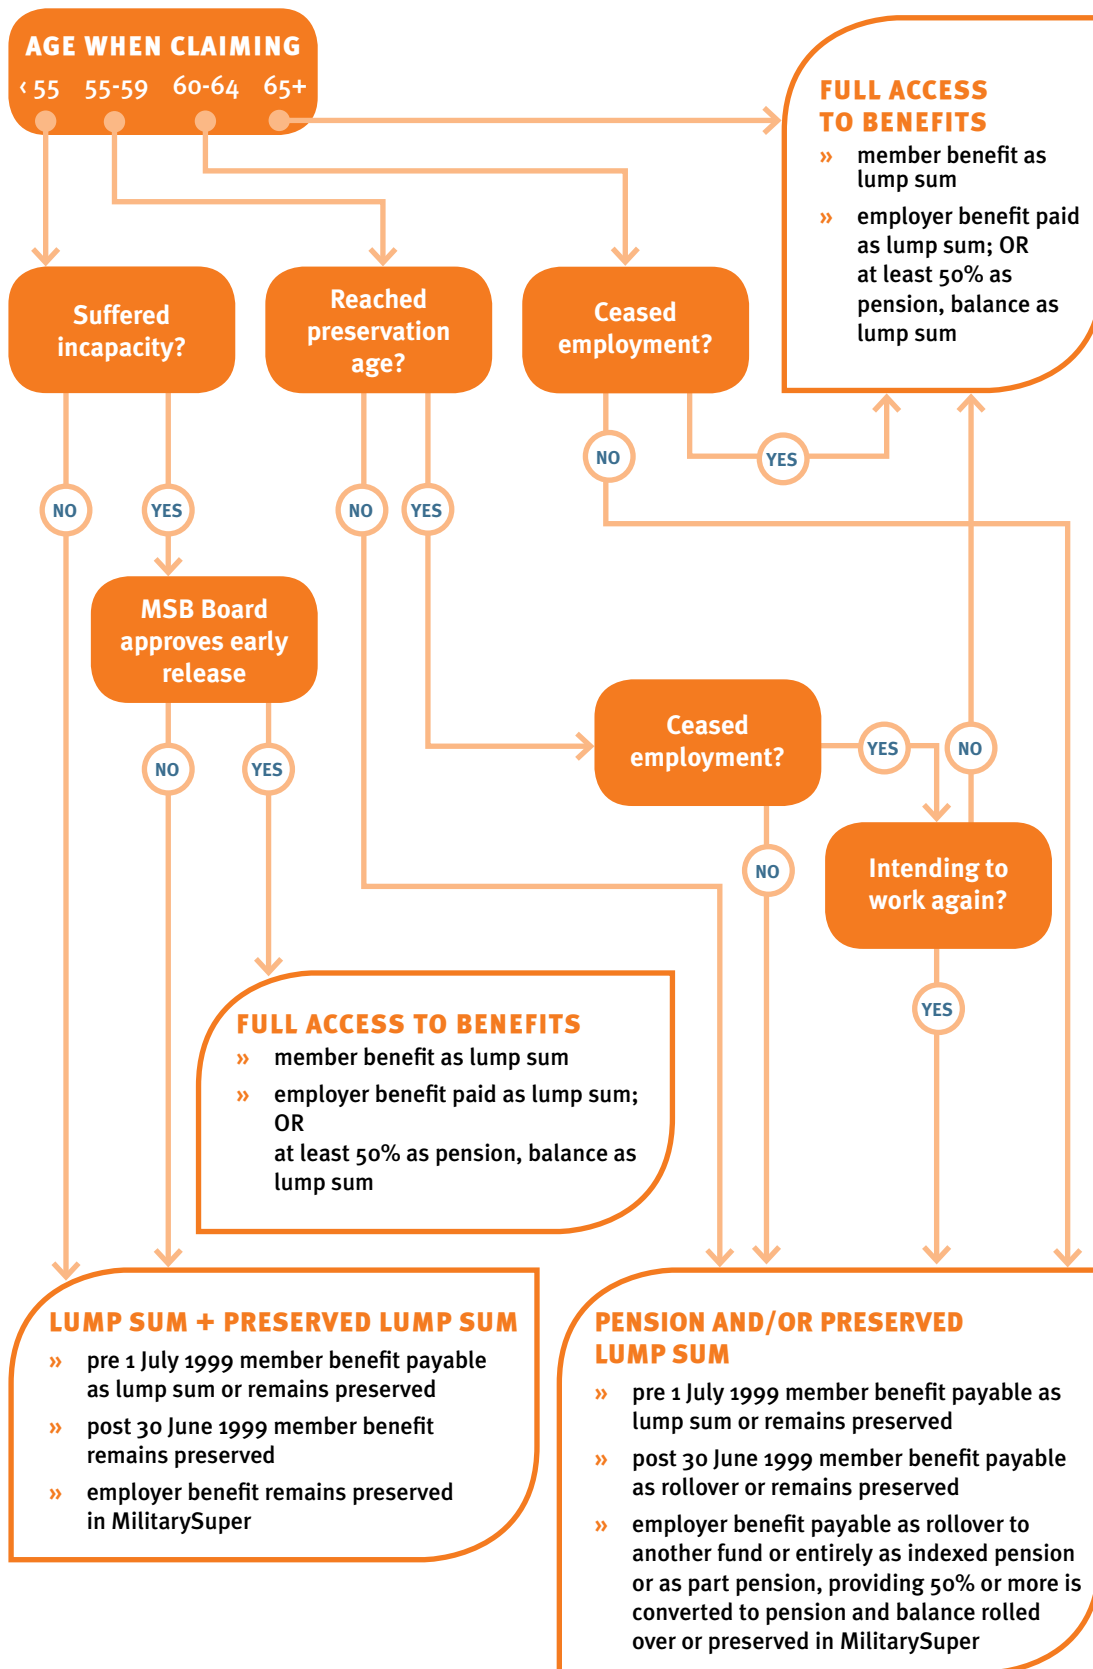 AGE WHEN CLAIMING
‹ 55 55-59 60-64 65+
FULL ACCESS
TO BENEFITS
» member benefit as
lump sum
» employer benefit paid
as lump sum; OR
at least 50% as
pension, balance as
lump sum
Suffered
incapacity?
Reached
preservation
age?
Ceased
employment?
NO
YES
NO
YES
NO
YES
MSB Board
approves early
release
NO
YES
Ceased
employment?
YES
NO
NO
Intending to
work again?
YES
FULL ACCESS TO BENEFITS
» member benefit as lump sum
» employer benefit paid as lump sum;
OR
at least 50% as pension, balance as
lump sum
LUMP SUM + PRESERVED LUMP SUM
» pre 1 July 1999 member benefit payable
as lump sum or remains preserved
» post 30 June 1999 member benefit
remains preserved
» employer benefit remains preserved
in MilitarySuper
PENSION AND/OR PRESERVED
LUMP SUM
» pre 1 July 1999 member benefit payable as
lump sum or remains preserved
» post 30 June 1999 member benefit payable
as rollover or remains preserved
» employer benefit payable as rollover to
another fund or entirely as indexed pension
or as part pension, providing 50% or more is
converted to pension and balance rolled
over or preserved in MilitarySuper